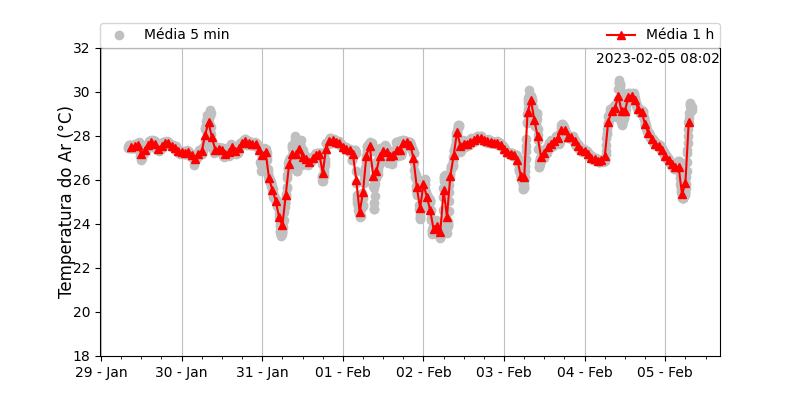 Média 5 min
Média 1 h
2023-02-05 08:02
Temperatura do Ar (°C)
32
30
28
26
24
22
20
18
29 - Jan
30 - Jan
31 - Jan
01 - Feb
02 - Feb
03 - Feb
04 - Feb
05 - Feb